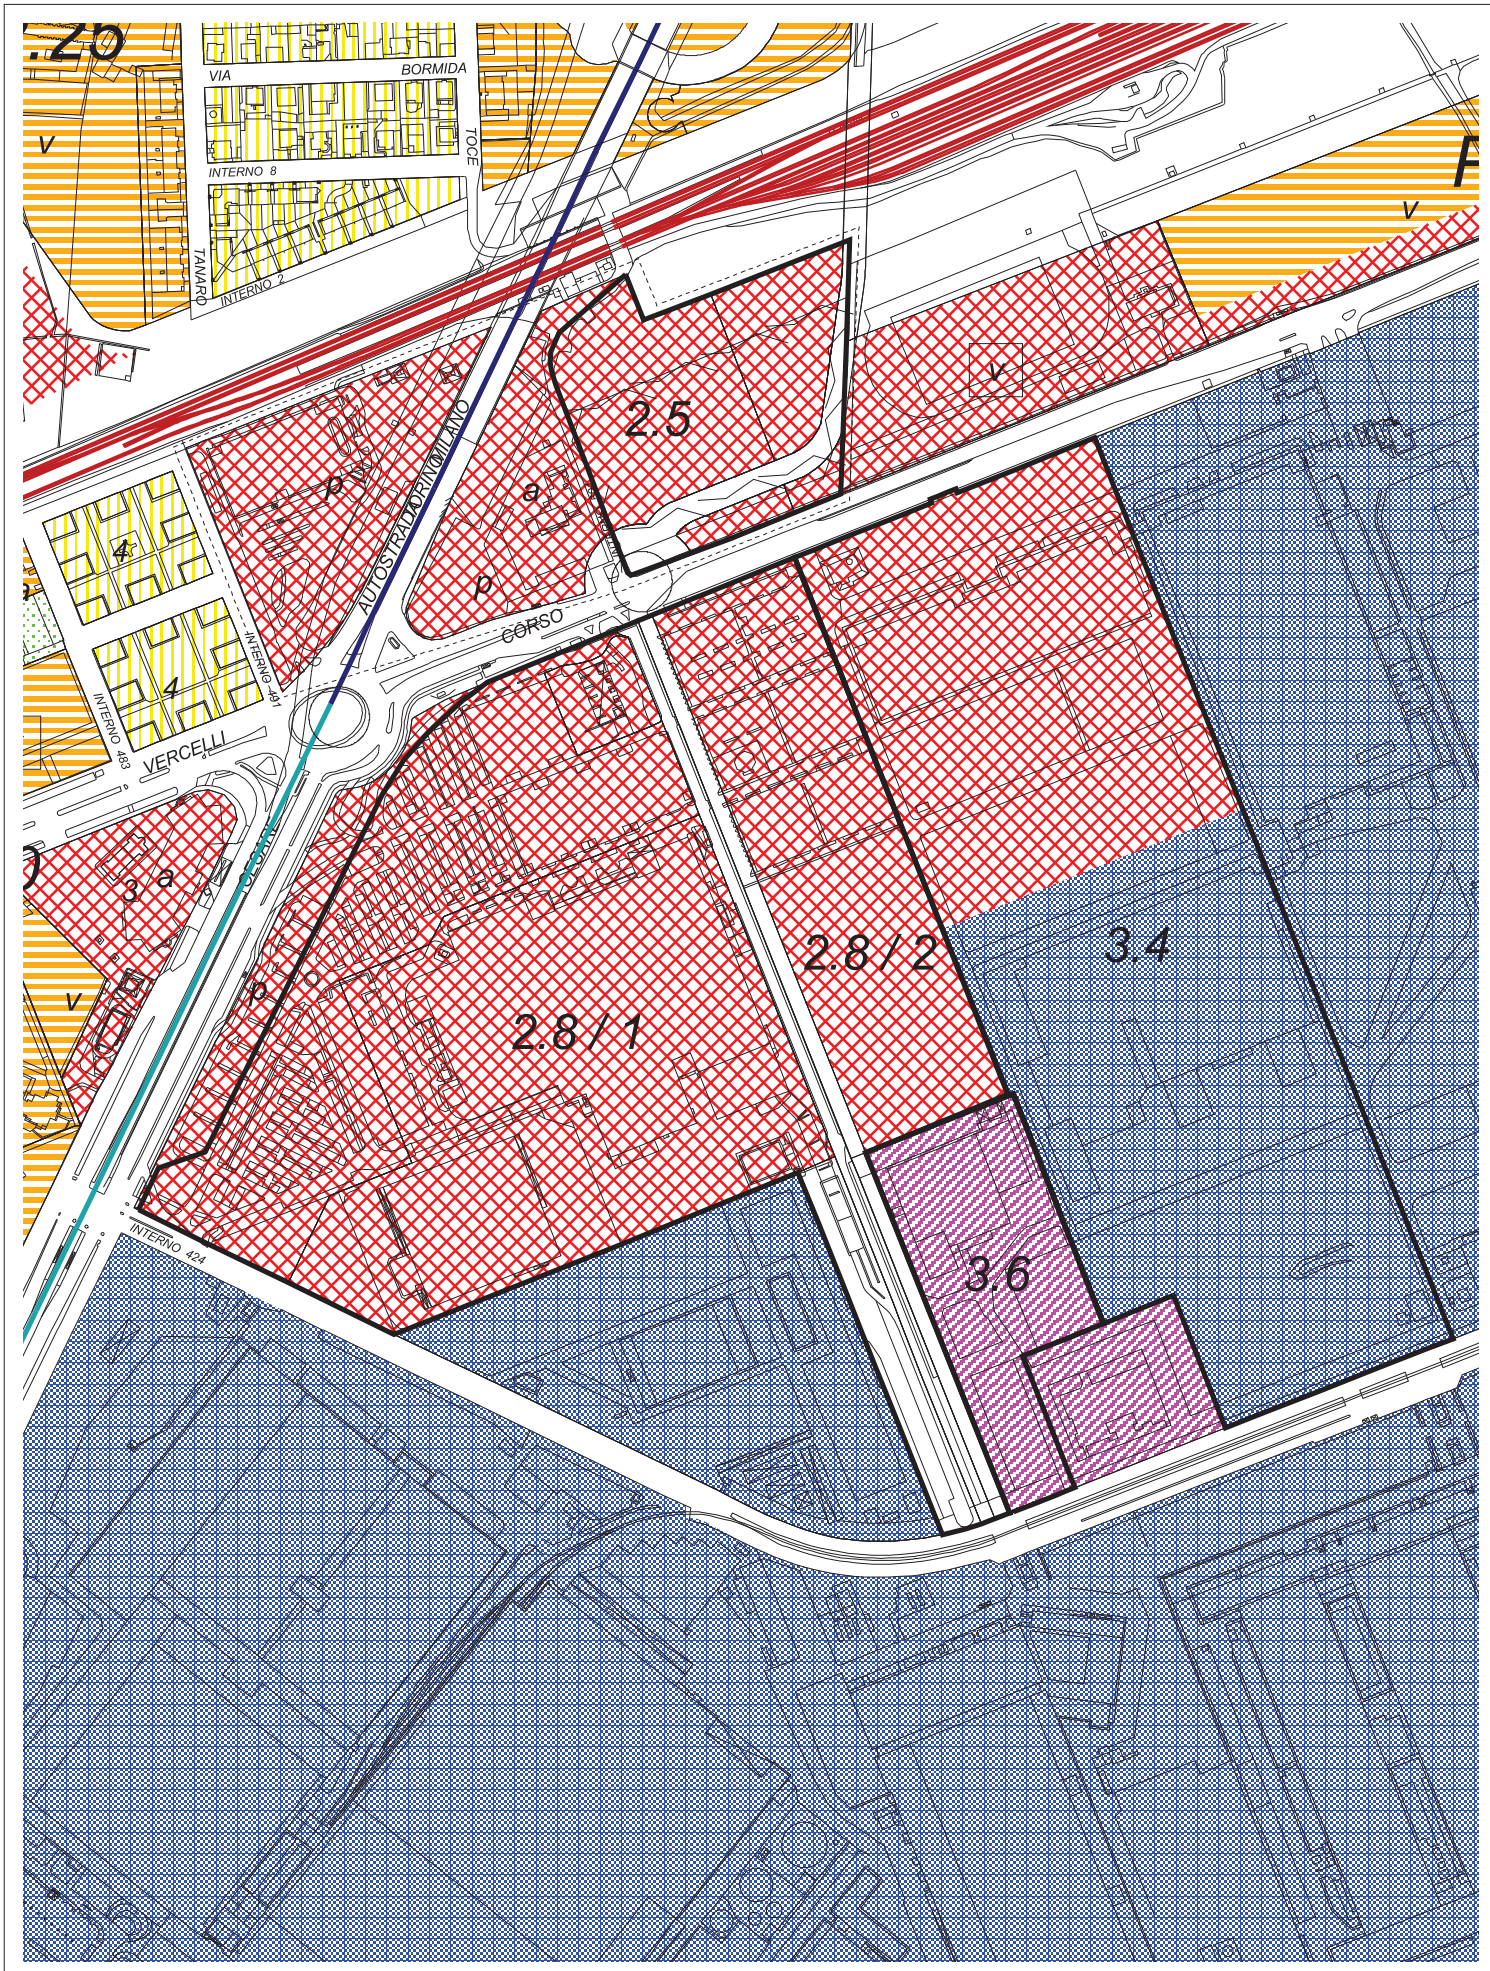 .25
VIA BORMIDA
v
...
TOCE
INTERNO 8
TANARO
INTERNO 2
v
2.5
v
AUTOSTRADA TORINO MILANO
p
a
p
4
CORSO
INTERNO 491
4
INTERNO 483
VERCELLI
3
a
v
p
2.8 / 2
3.4
2.8 / 1
INTERNO 424
3.6